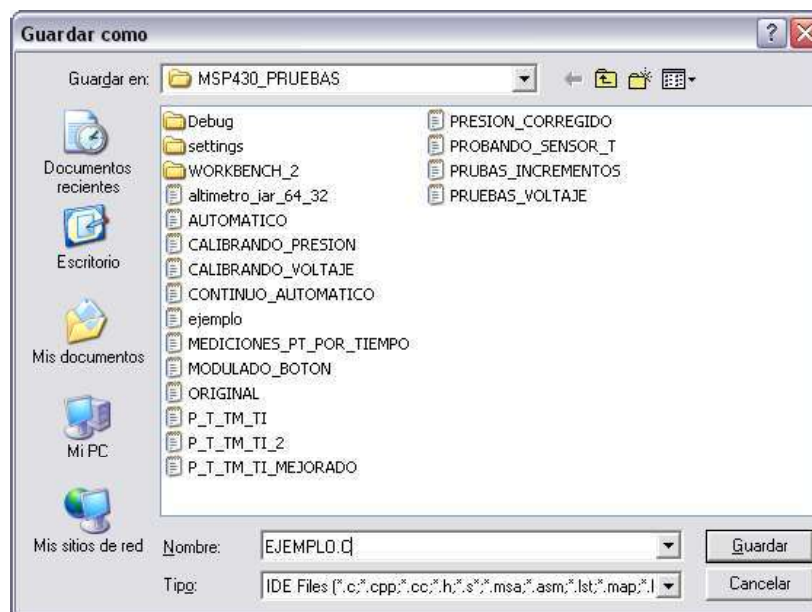 Guardar como
Guardar en:
MSP430_PRUEBAS
Documentos
recientes
Escritorio
Mis documentos
Mi PC
Mis sitios de red
Debug
settings
WORKBENCH_2
altimetro_iar_64_32
AUTOMATICO
CALIBRANDO_PRESION
CALIBRANDO_VOLTAJE
CONTINUO_AUTOMATICO
ejemplo
MEDICIONES_PT_POR_TIEMPO
MODULADO_BOTON
ORIGINAL
P_T_TM_TI
P_T_TM_TI_2
P_T_TM_TI_MEJORADO
PRESION_CORREGIDO
PROBANDO_SENSOR_T
PRUBAS_INCREMENTOS
PRUEBAS_VOLTAJE
Nombre:
EJEMPLO.C
Guardar
Tipo:
IDE Files (*.c;*.cpp;*.cc;*.h;*.s*;*.msa;*.asm;*.lst;*.map;*.l
Cancelar